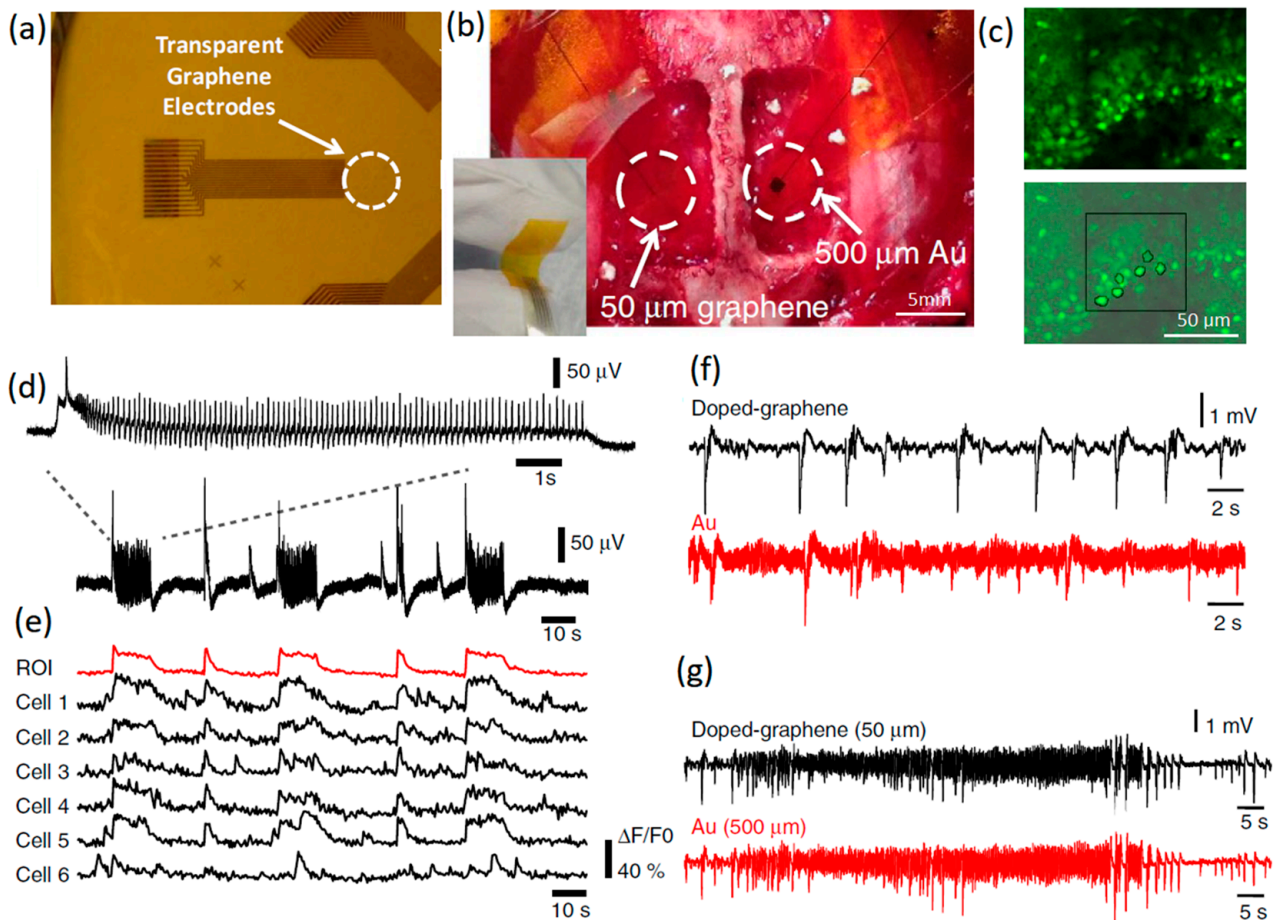 (a)
Transparent
Graphene
Electrodes
(b)
500 μm Au
50 μm graphene
5mm
(c)
50 μm
(d)
50 μV
1s
50 μV
10 s
(e)
ROI
Cell 1
Cell 2
Cell 3
Cell 4
Cell 5
Cell 6
ΔF/F0
40 %
10 s
(f)
Doped-graphene
1 mV
2 s
Au
2 s
(g)
Doped-graphene (50 μm)
1 mV
5 s
Au (500 μm)
5 s